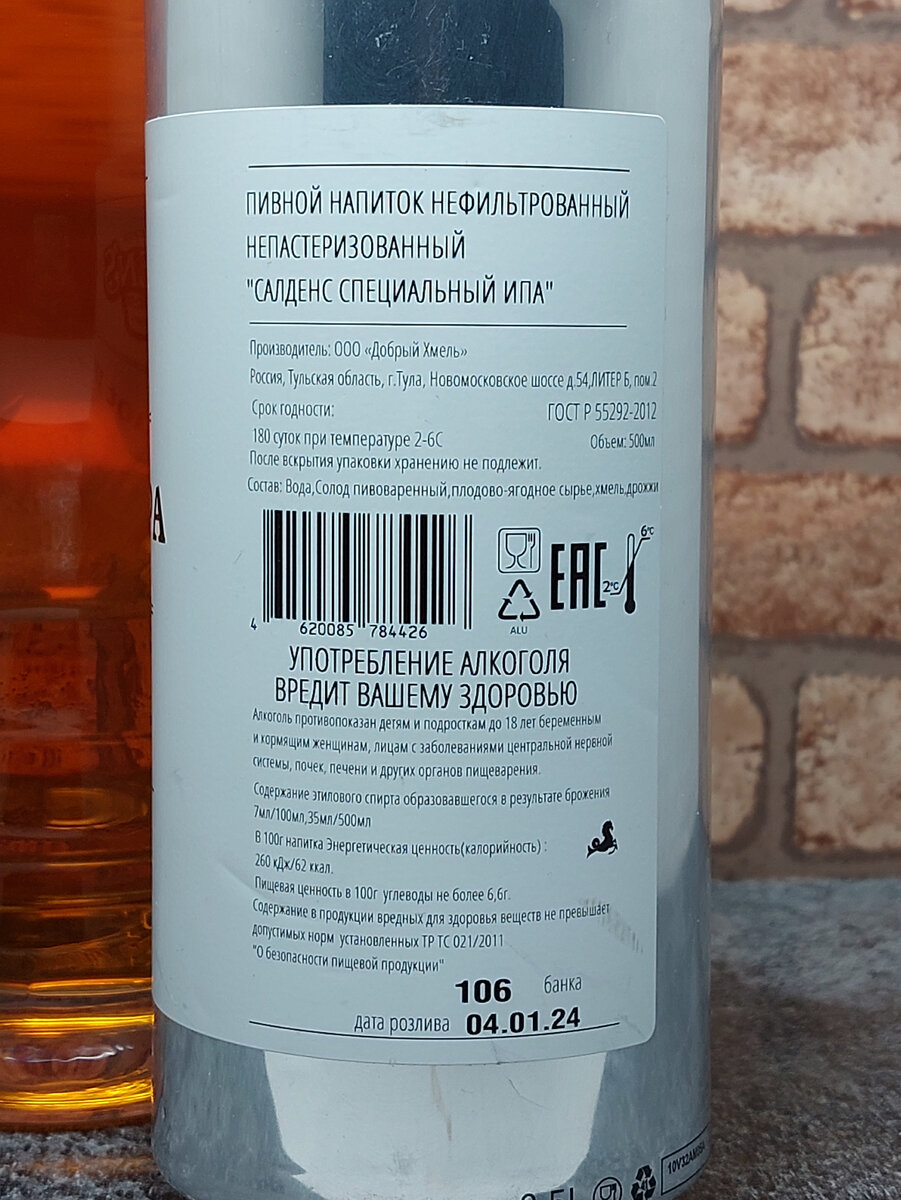 ПИВНОЙ НАПИТОК НЕФИЛЬТРОВАННЫЙ
НЕПАСТЕРИЗОВАННЫЙ
"САЛДЕНС СПЕЦИАЛЬНЫЙ ИПА"
Производитель: ООО «Добрый Хмель»
Россия, Тульская область, г.Тула, Новомосковское шоссе д.54,ЛИТЕР Б, пом.2
Срок годности: ГОСТ Р 55292-2012
180 суток при температуре 2-6С Объем: 500мл
После вскрытия упаковки хранению не подлежит.
Состав: Вода,Солод пивоваренный,плодово-ягодное сырье,хмель,дрожжи
6°С
EAC
2°С
ALU
4 620085 784426
УПОТРЕБЛЕНИЕ АЛКОГОЛЯ
ВРЕДИТ ВАШЕМУ ЗДОРОВЬЮ
Алкоголь противопоказан детям и подросткам до 18 лет беременным
и кормящим женщинам, лицам с заболеваниями центральной нервной
системы, почек, печени и других органов пищеварения.
Содержание этилового спирта образовавшегося в результате брожения
7мл/100мл,35мл/500мл
В 100г напитка Энергетическая ценность(калорийность) :
260 кДж/62 ккал.
Пищевая ценность в 100г углеводы не более 6,6г.
Содержание в продукции вредных для здоровья веществ не превышает
допустимых норм установленных ТР ТС 021/2011
"О безопасности пищевой продукции"
106 банка
дата розлива 04.01.24